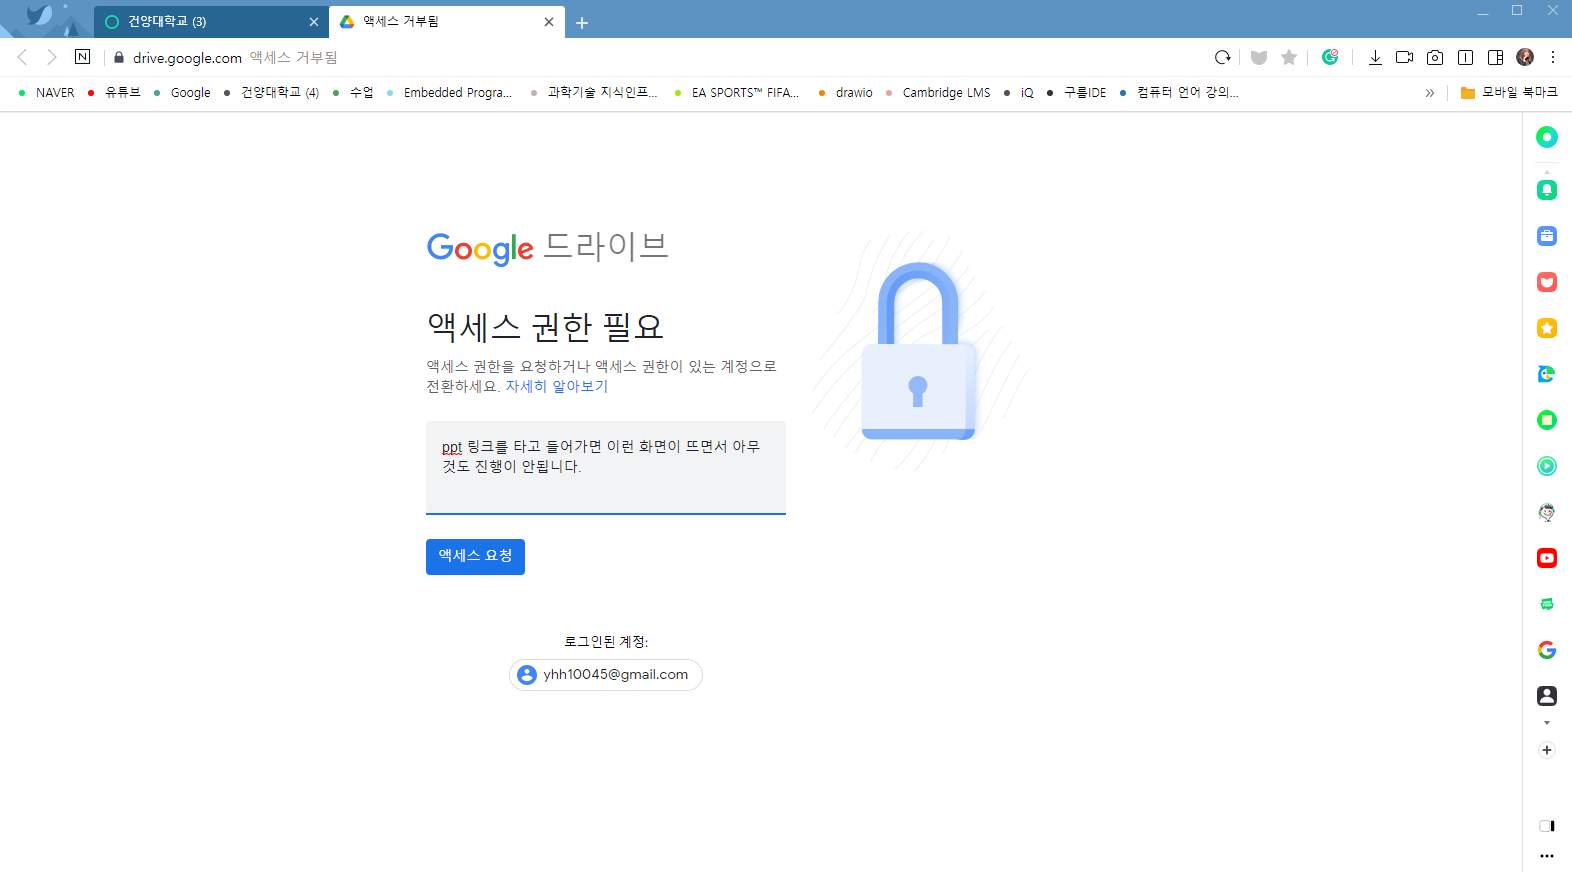 건양대학교 (3)
액세스 거부됨
N
drive.google.com 액세스 거부됨
NAVER 유튜브 Google 건양대학교 (4) 수업 Embedded Progra... 과학기술 지식인프... EA SPORTS™ FIFA... drawio Cambridge LMS iQ 구름IDE 컴퓨터 언어 강의... » 모바일 북마크
Google 드라이브
액세스 권한 필요
액세스 권한을 요청하거나 액세스 권한이 있는 계정으로
전환하세요. 자세히 알아보기
ppt 링크를 타고 들어가면 이런 화면이 뜨면서 아무
것도 진행이 안됩니다.
액세스 요청
로그인된 계정:
yhh10045@gmail.com